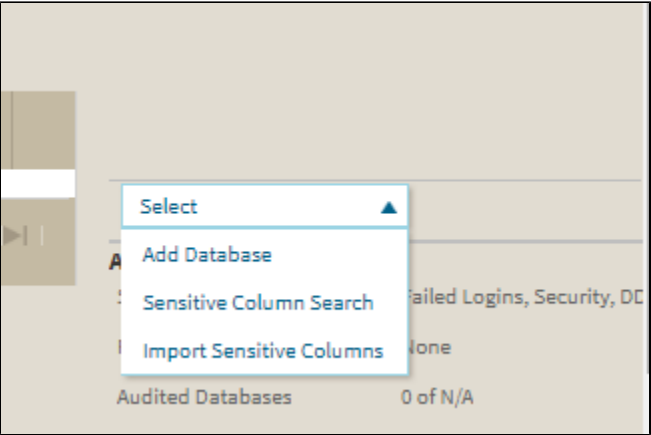 Select
Add Database
Sensitive Column Search
Failed Logins, Security, DD
Import Sensitive Columns
None
Audited Databases
0 of N/A